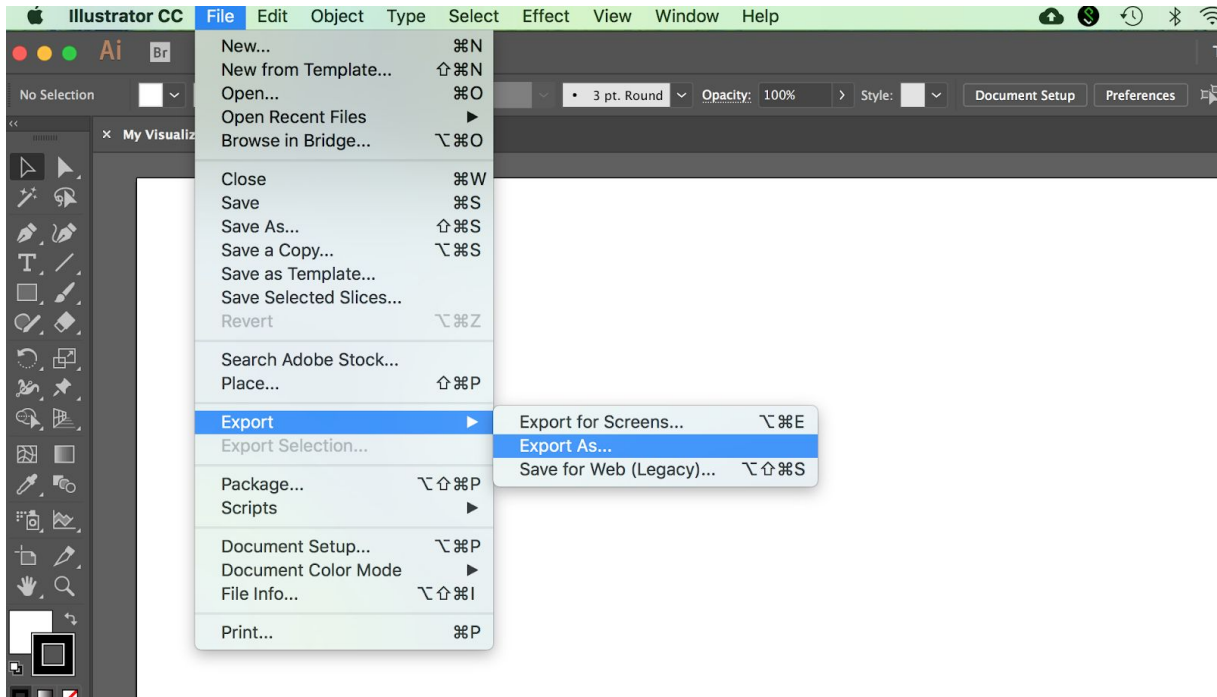 Illustrator CC File Edit Object Type Select Effect View Window Help
Ai Br
No Selection 3 pt. Round Opacity: 100% Style: Document Setup Preferences
× My Visualiz
New... ⌘N
New from Template... ⇧⌘N
Open... ⌘O
Open Recent Files ▶
Browse in Bridge... ⌥⌘O
Close ⌘W
Save ⌘S
Save As... ⇧⌘S
Save a Copy... ⌥⌘S
Save as Template...
Save Selected Slices...
Revert ⌥⌘Z
Search Adobe Stock...
Place... ⇧⌘P
Export ▶
Export Selection...
Export for Screens... ⌥⌘E
Export As...
Save for Web (Legacy)... ⌥⇧⌘S
Package... ⌥⇧⌘P
Scripts ▶
Document Setup... ⌥⌘P
Document Color Mode ▶
File Info... ⌥⇧⌘I
Print... ⌘P